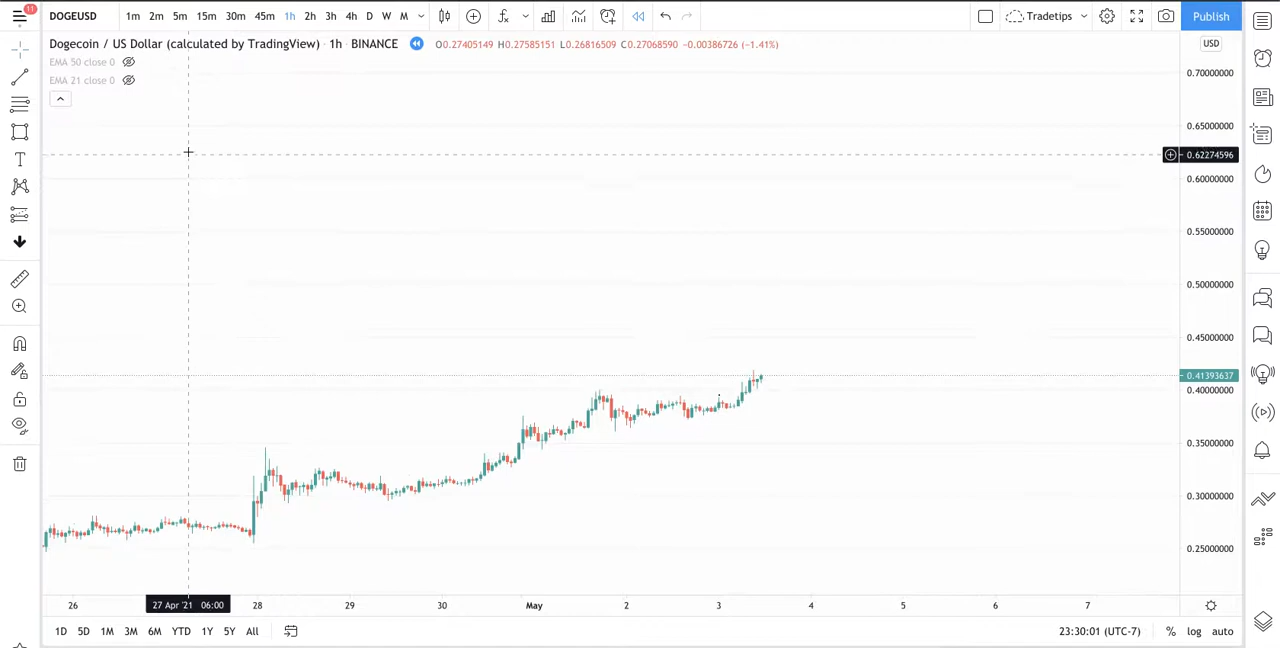 11
DOGEUSD 1m 2m 5m 15m 30m 45m 1h 2h 3h 4h D W M Tradetips Publish
Dogecoin / US Dollar (calculated by TradingView) · 1h · BINANCE O0.27405149 H0.27585151 L0.26816509 C0.27068590 −0.00386726 (−1.41%)
USD
EMA 50 close 0
EMA 21 close 0
0.70000000
0.65000000
0.62274596
0.60000000
0.55000000
0.50000000
0.45000000
0.41393637
0.40000000
0.35000000
0.30000000
0.25000000
26 27 Apr '21 06:00 28 29 30 May 2 3 4 5 6 7
1D 5D 1M 3M 6M YTD 1Y 5Y All 23:30:01 (UTC-7) % log auto